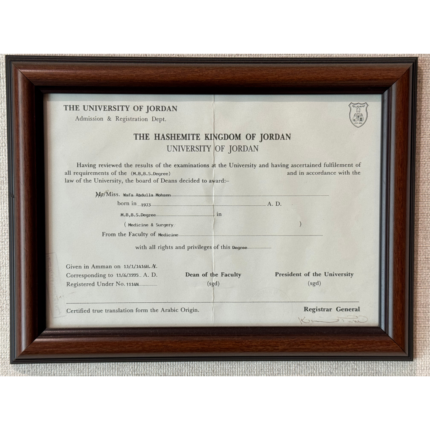 THE UNIVERSITY OF JORDAN
Admission & Registration Dept.
THE HASHEMITE KINGDOM OF JORDAN
UNIVERSITY OF JORDAN
Having reviewed the results of the examinations at the University and having ascertained fulfilement of
all requirements of the (M.B,B.S.Degree) and in accordance with the
law of the University, the board of Deans decided to award:-
Mr/Miss. Wafa Abdulla
born in A. D.
M.B,B.S.Degree in
( Medicine & Surgery )
From the Faculty of Medicine
with all rights and privileges of this Degree
Given in Amman on
Corresponding to A. D. Dean of the Faculty President of the University
Registered Under No. (sgd) (sgd)
Certified true translation form the Arabic Origin. Registrar General